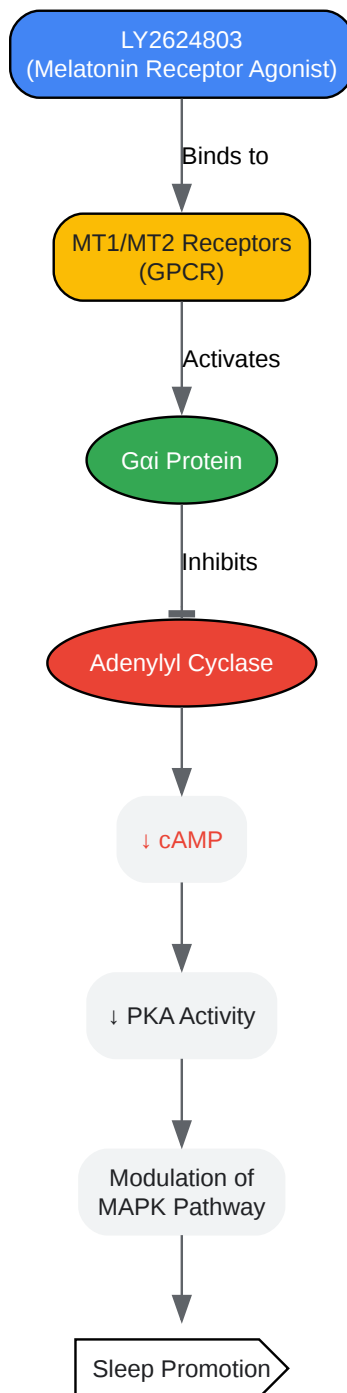 LY2624803
(Melatonin Receptor Agonist)
Binds to
MT1/MT2 Receptors
(GPCR)
Activates
Gαi Protein
Inhibits
Adenylyl Cyclase
↓ cAMP
↓ PKA Activity
Modulation of
MAPK Pathway
Sleep Promotion